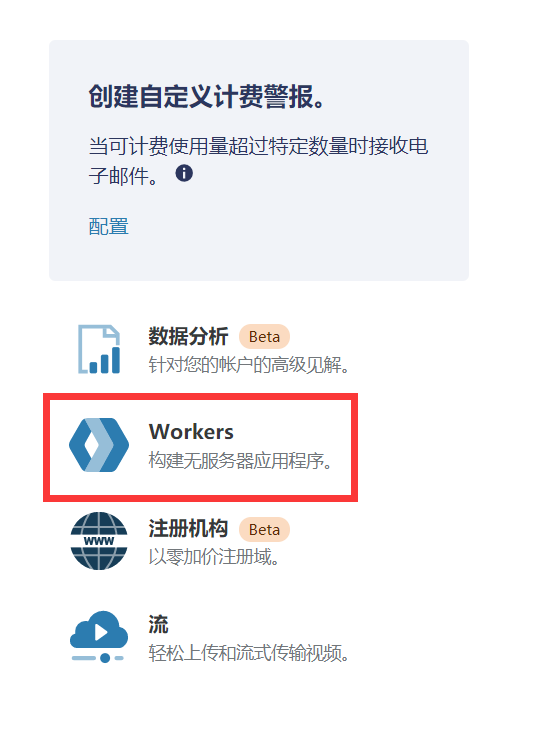 创建自定义计费警报。
当可计费使用量超过特定数量时接收电
子邮件。
配置
数据分析 Beta
针对您的帐户的高级见解。
Workers
构建无服务器应用程序。
WWW
注册机构 Beta
以零加价注册域。
流
轻松上传和流式传输视频。